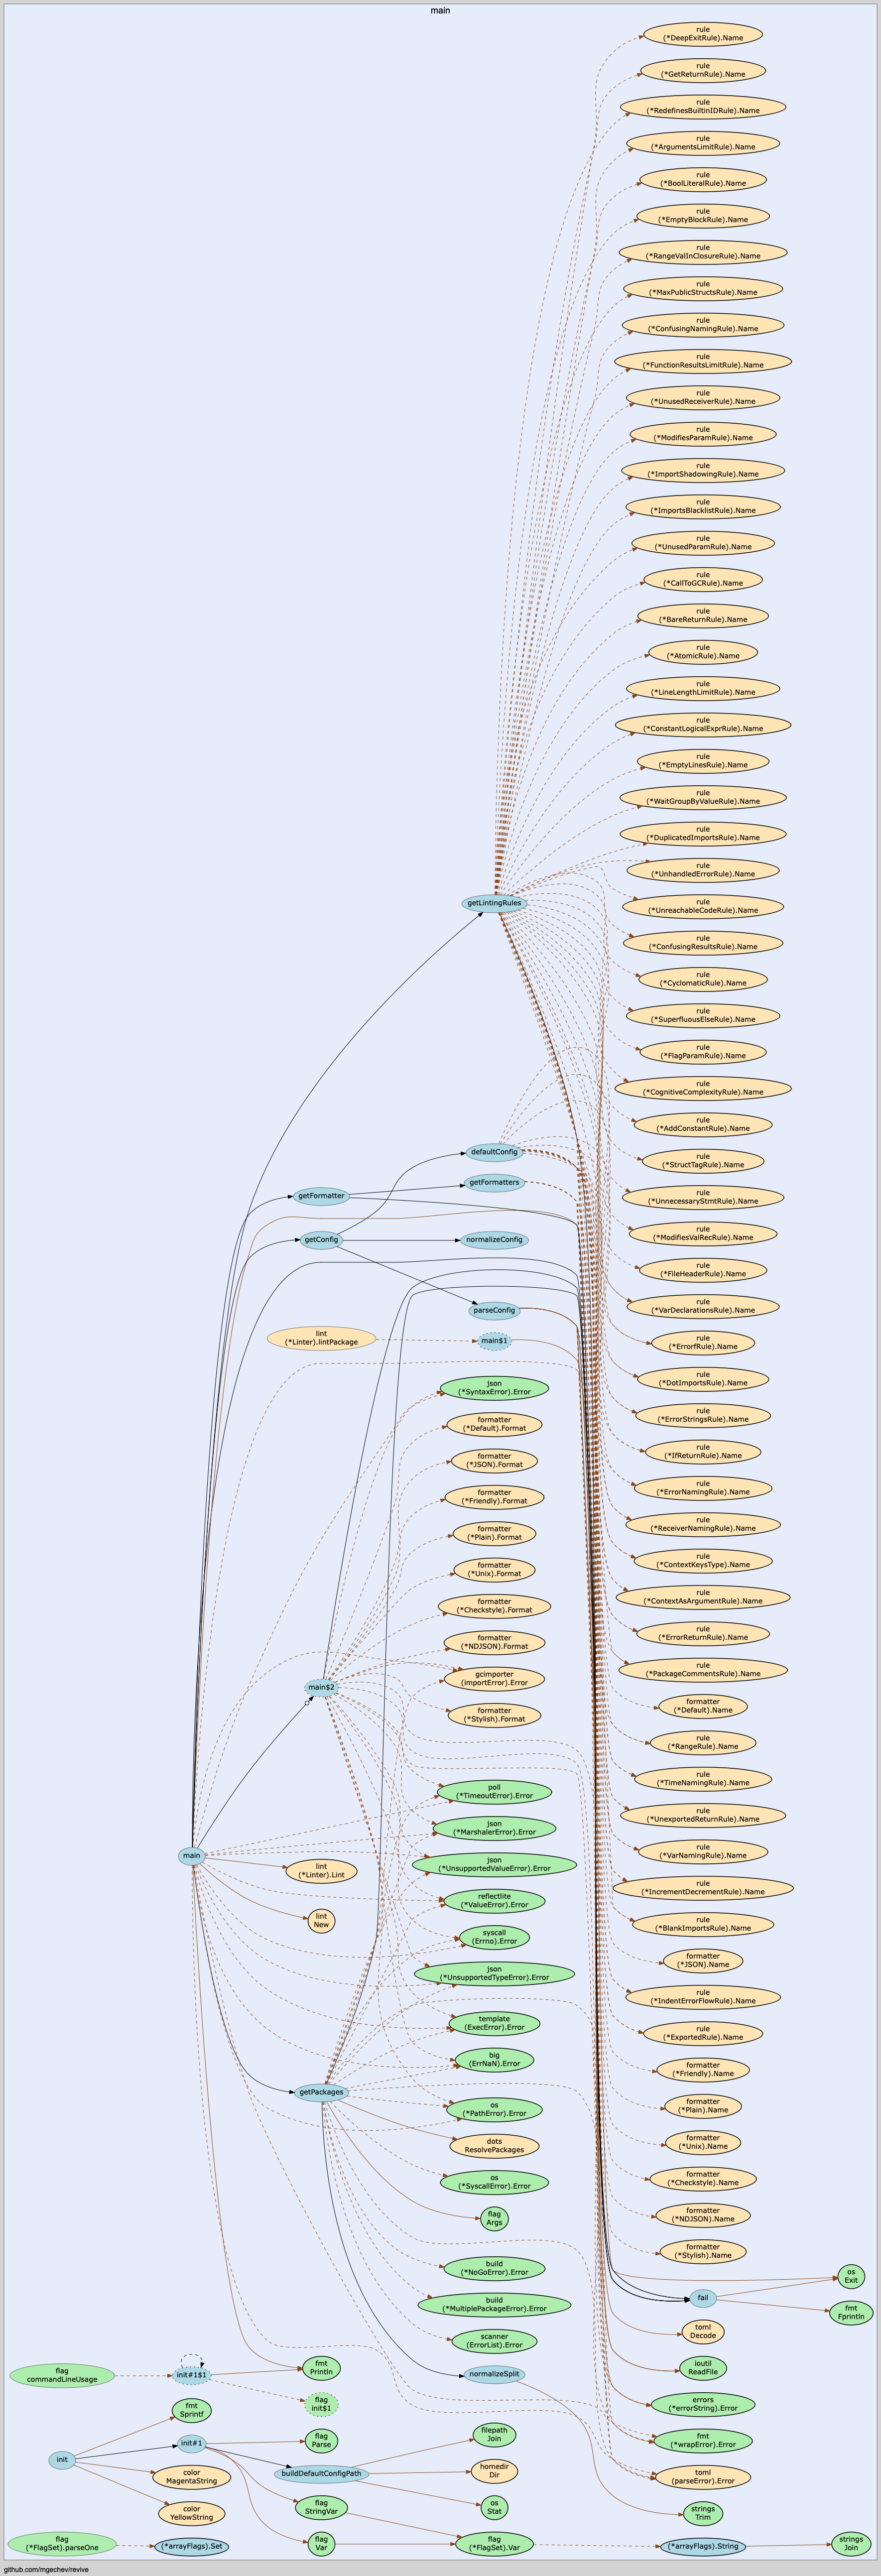 main
rule
(*DeepExitRule).Name
rule
(*GetReturnRule).Name
rule
(*RedefinesBuiltinIDRule).Name
rule
(*ArgumentsLimitRule).Name
rule
(*BoolLiteralRule).Name
rule
(*EmptyBlockRule).Name
rule
(*RangeValInClosureRule).Name
rule
(*MaxPublicStructsRule).Name
rule
(*ConfusingNamingRule).Name
rule
(*FunctionResultsLimitRule).Name
rule
(*UnusedReceiverRule).Name
rule
(*ModifiesParamRule).Name
rule
(*ImportShadowingRule).Name
rule
(*ImportsBlacklistRule).Name
rule
(*UnusedParamRule).Name
rule
(*CallToGCRule).Name
rule
(*BareReturnRule).Name
rule
(*AtomicRule).Name
rule
(*LineLengthLimitRule).Name
rule
(*ConstantLogicalExprRule).Name
rule
(*EmptyLinesRule).Name
rule
(*WaitGroupByValueRule).Name
rule
(*DuplicatedImportsRule).Name
rule
(*UnhandledErrorRule).Name
getLintingRules
rule
(*UnreachableCodeRule).Name
rule
(*ConfusingResultsRule).Name
rule
(*CyclomaticRule).Name
rule
(*SuperfluousElseRule).Name
rule
(*FlagParamRule).Name
rule
(*CognitiveComplexityRule).Name
rule
(*AddConstantRule).Name
defaultConfig
rule
(*StructTagRule).Name
getFormatters
getFormatter
rule
(*UnnecessaryStmtRule).Name
rule
(*ModifiesValRecRule).Name
getConfig
normalizeConfig
rule
(*FileHeaderRule).Name
parseConfig
rule
(*VarDeclarationsRule).Name
lint
(*Linter).lintPackage
main$1
rule
(*ErrorfRule).Name
rule
(*DotImportsRule).Name
json
(*SyntaxError).Error
rule
(*ErrorStringsRule).Name
formatter
(*Default).Format
rule
(*IfReturnRule).Name
formatter
(*JSON).Format
rule
(*ErrorNamingRule).Name
formatter
(*Friendly).Format
rule
(*ReceiverNamingRule).Name
formatter
(*Plain).Format
rule
(*ContextKeysType).Name
formatter
(*Unix).Format
rule
(*ContextAsArgumentRule).Name
formatter
(*Checkstyle).Format
rule
(*ErrorReturnRule).Name
formatter
(*NDJSON).Format
rule
(*PackageCommentsRule).Name
gcimporter
(importError).Error
main$2
formatter
(*Default).Name
formatter
(*Stylish).Format
rule
(*RangeRule).Name
rule
(*TimeNamingRule).Name
poll
(*TimeoutError).Error
rule
(*UnexportedReturnRule).Name
json
(*MarshalerError).Error
rule
(*VarNamingRule).Name
main
lint
(*Linter).Lint
json
(*UnsupportedValueError).Error
rule
(*IncrementDecrementRule).Name
reflectlite
(*ValueError).Error
lint
New
rule
(*BlankImportsRule).Name
syscall
(Errno).Error
formatter
(*JSON).Name
json
(*UnsupportedTypeError).Error
rule
(*IndentErrorFlowRule).Name
template
(ExecError).Error
rule
(*ExportedRule).Name
big
(ErrNaN).Error
formatter
(*Friendly).Name
getPackages
os
(*PathError).Error
formatter
(*Plain).Name
dots
ResolvePackages
formatter
(*Unix).Name
os
(*SyscallError).Error
formatter
(*Checkstyle).Name
flag
Args
formatter
(*NDJSON).Name
formatter
(*Stylish).Name
build
(*NoGoError).Error
os
Exit
build
(*MultiplePackageError).Error
fail
fmt
Fprintln
scanner
(ErrorList).Error
toml
Decode
fmt
Println
ioutil
ReadFile
flag
commandLineUsage
init#1$1
normalizeSplit
flag
init$1
errors
(*errorString).Error
fmt
Sprintf
fmt
(*wrapError).Error
init#1
flag
Parse
filepath
Join
init
color
MagentaString
buildDefaultConfigPath
homedir
Dir
toml
(parseError).Error
color
YellowString
flag
StringVar
os
Stat
strings
Trim
flag
(*FlagSet).parseOne
(*arrayFlags).Set
flag
Var
flag
(*FlagSet).Var
(*arrayFlags).String
strings
Join
github.com/mgechev/revive